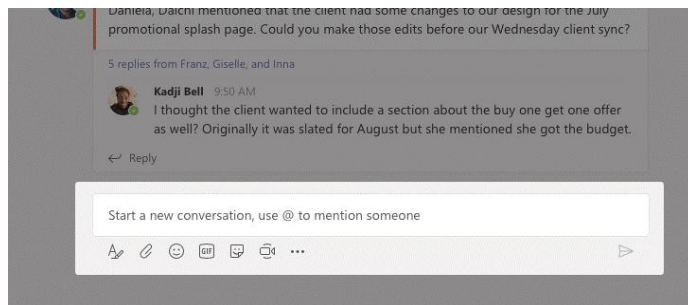 Daniela, Daichi mentioned that the client had some changes to our design for the July
promotional splash page. Could you make those edits before our Wednesday client sync?
5 replies from Franz, Giselle, and Inna
Kadji Bell 9:50 AM
I thought the client wanted to include a section about the buy one get one offer
as well? Originally it was slated for August but she mentioned she got the budget.
Reply
Start a new conversation, use @ to mention someone
GIF